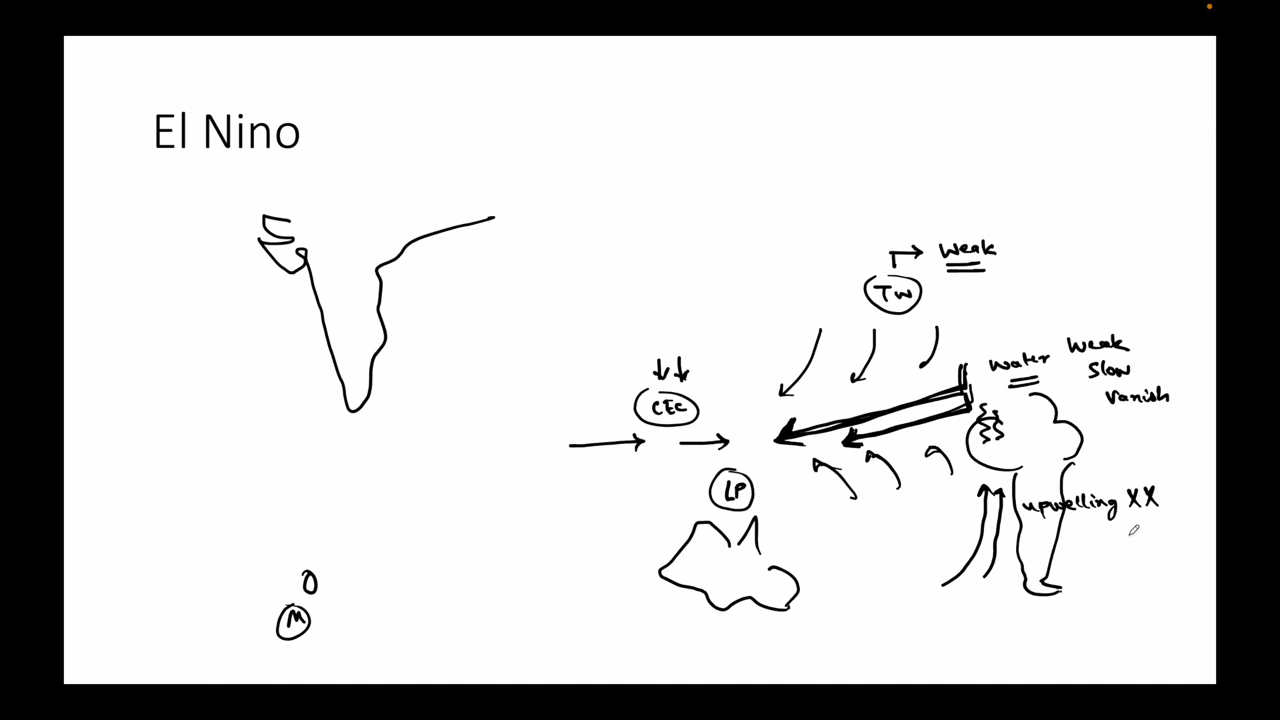 El Nino
Weak
TW
water
Weak
Slow
vanish
CEC
LP
upwelling XX
M